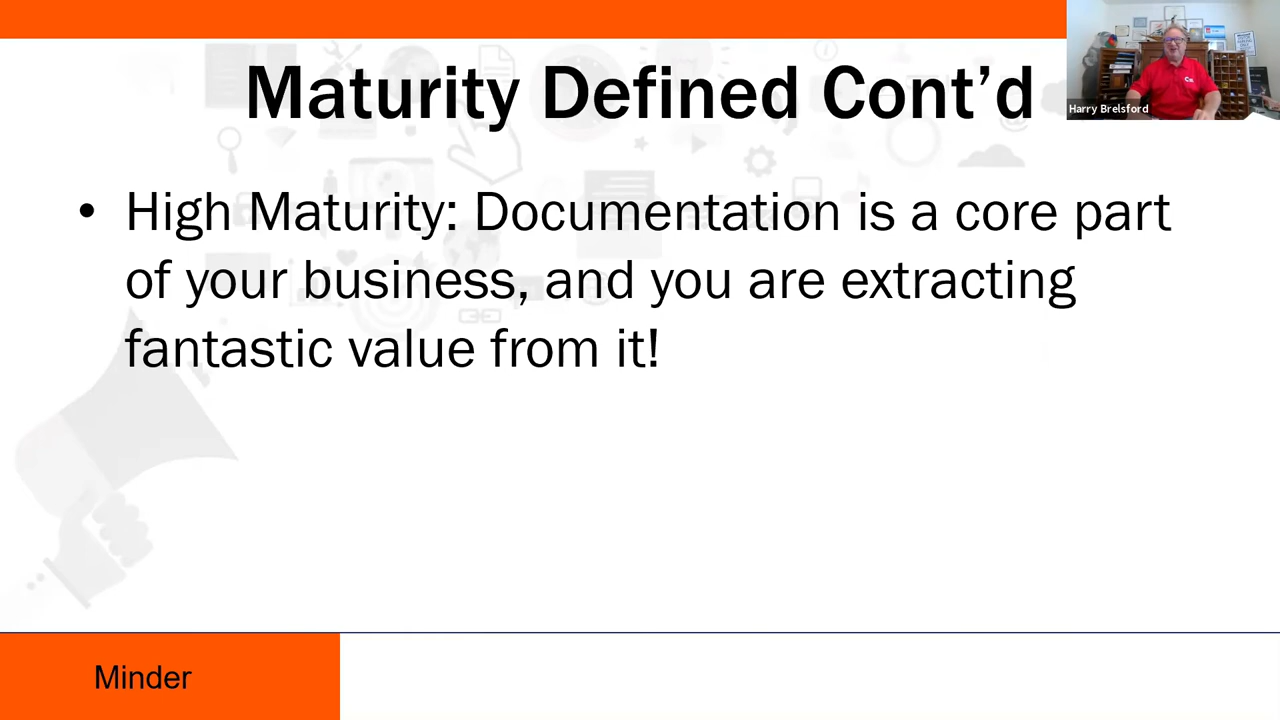 Maturity Defined Cont’d
Harry Brelsford
• High Maturity: Documentation is a core part
of your business, and you are extracting
fantastic value from it!
Minder